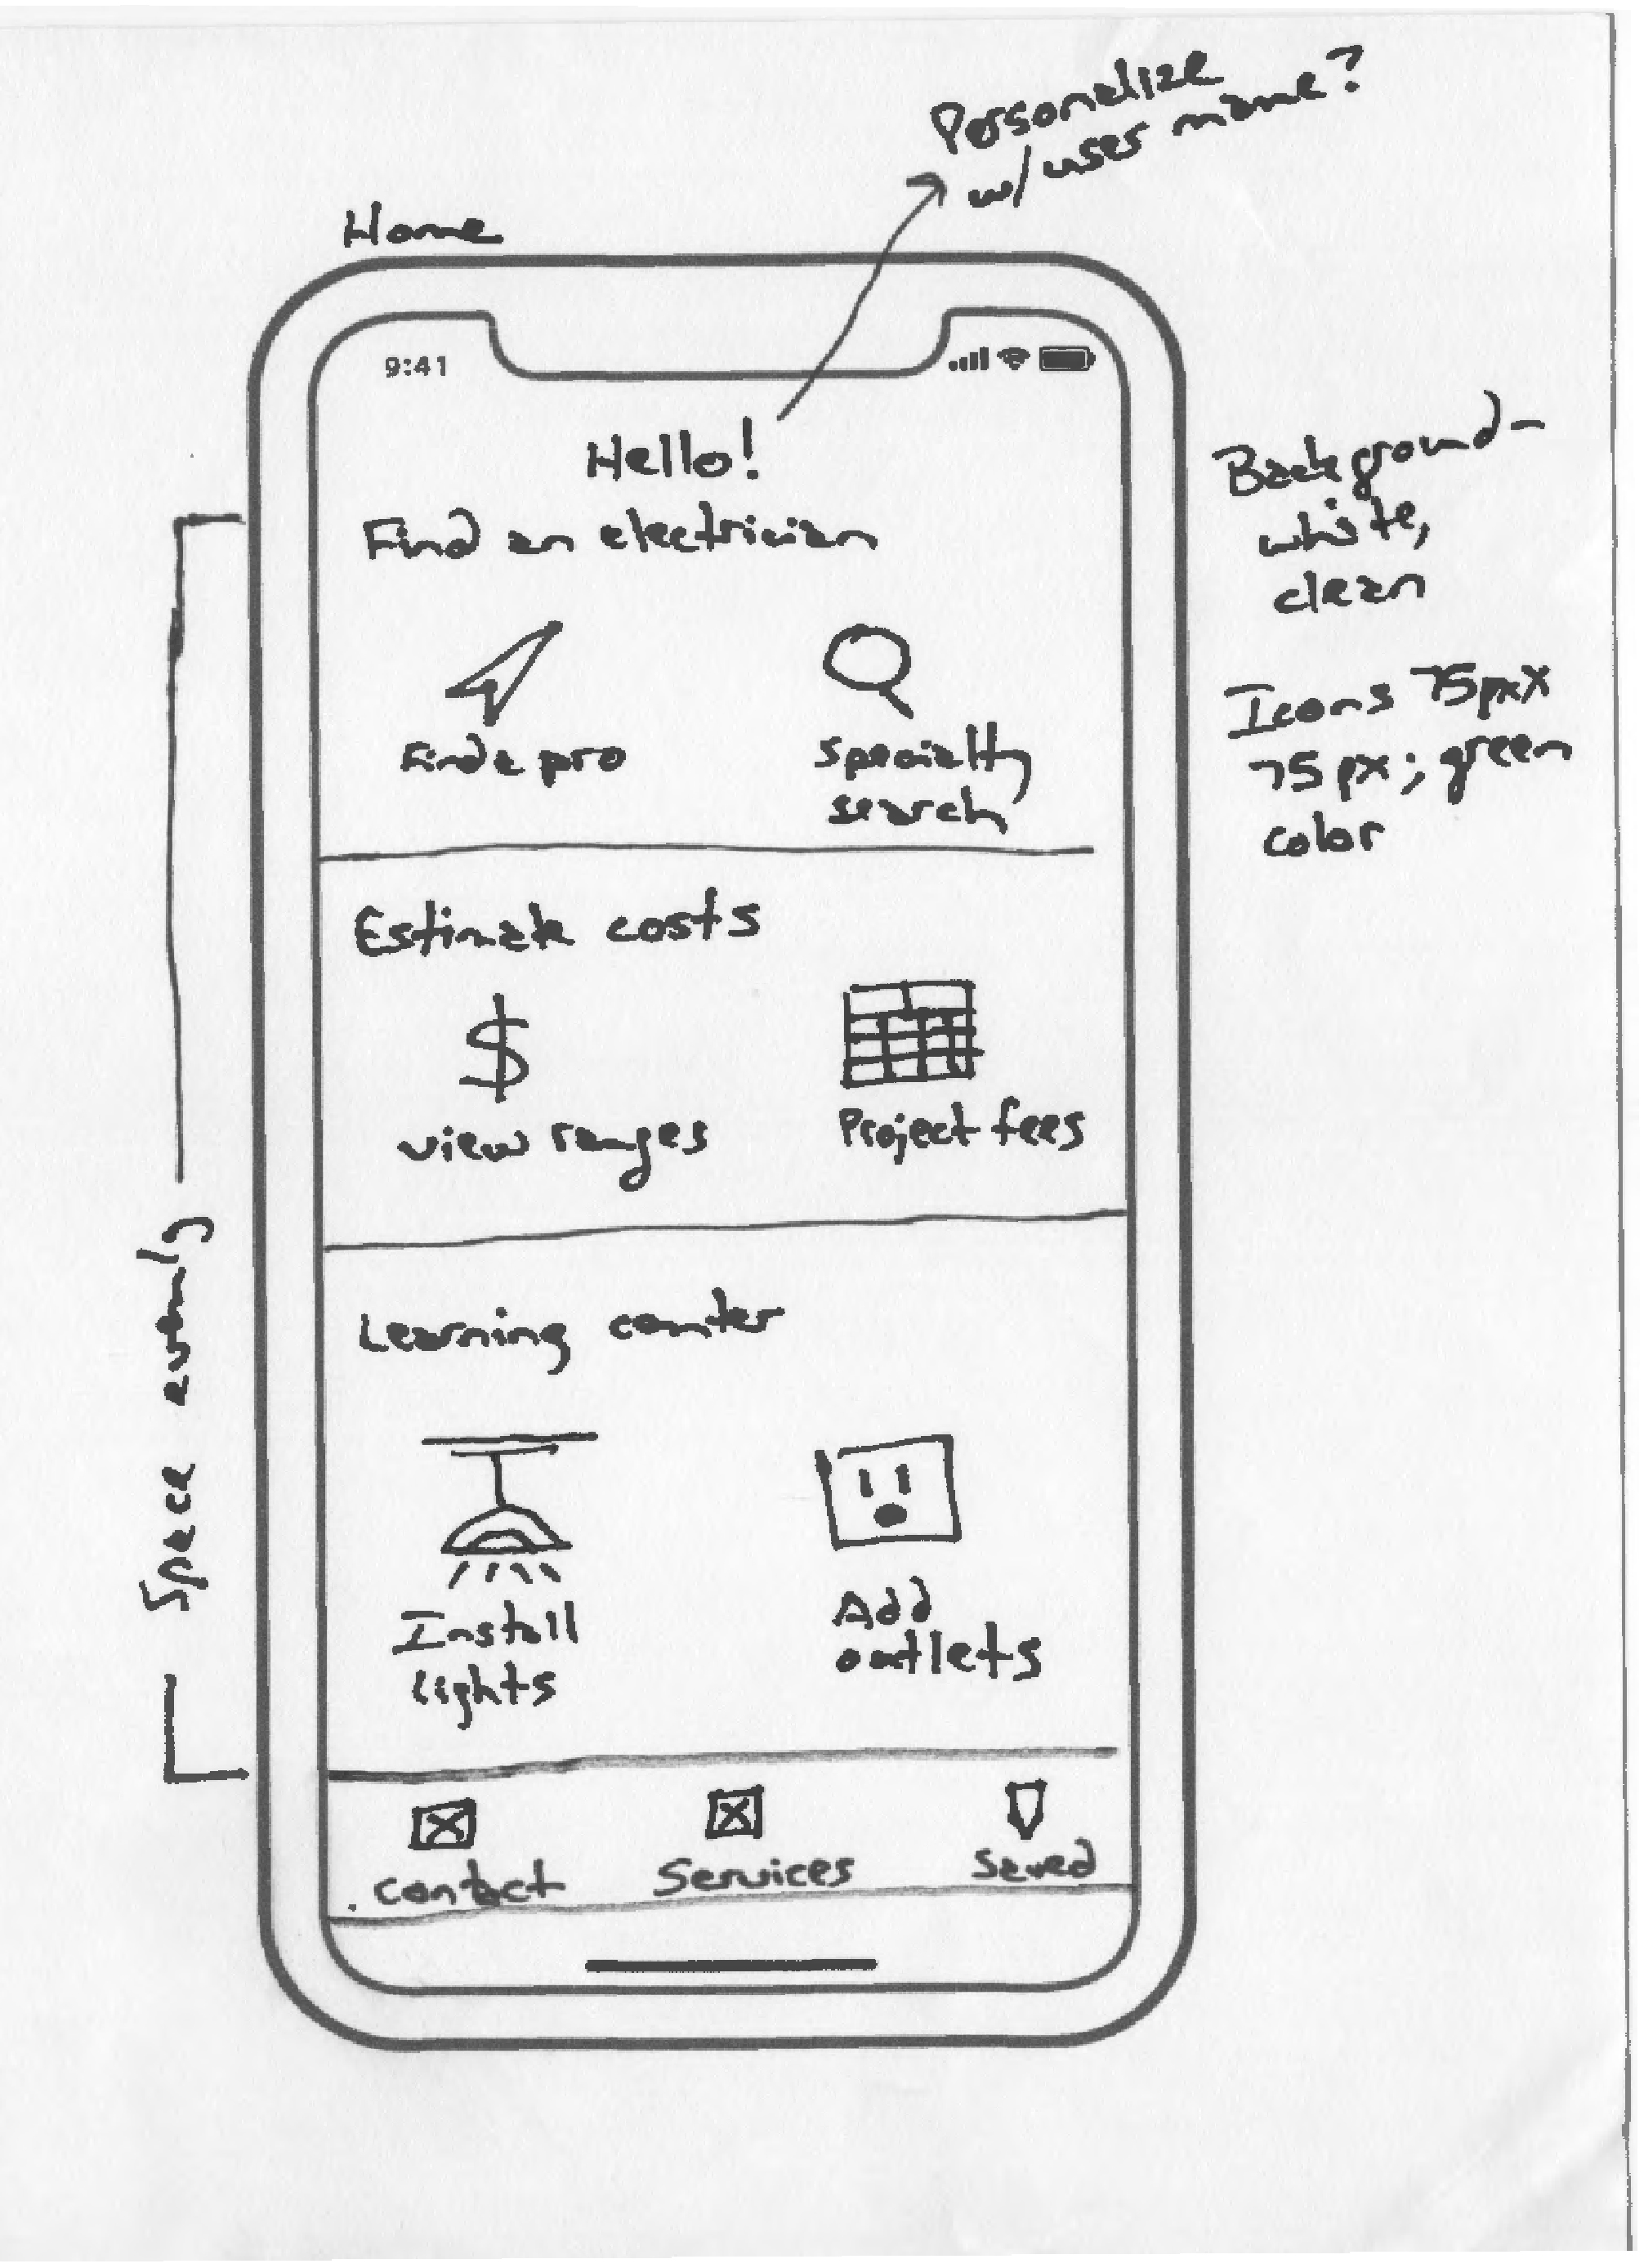 Personalize
w/ user name?
Home
9:41
Hello!
Find an electrician
Find a pro
Specialty
search
Estimate costs
$
View ranges
Project fees
Learning center
Install
lights
Add
outlets
Contact
Services
Saved
Space evenly
Background -
white,
clean
Icons 75px X
75px; green
color